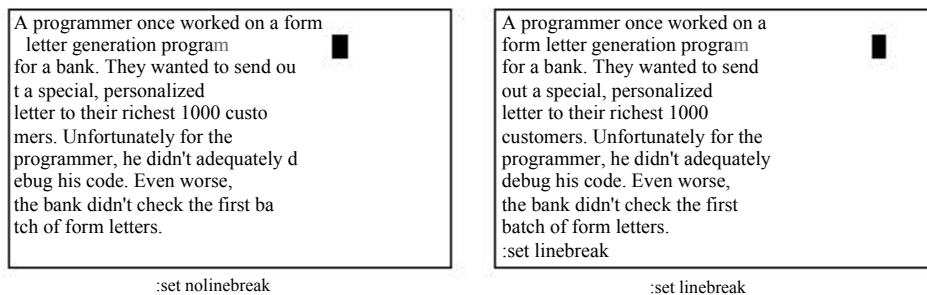 A programmer once worked on a form
letter generation program
for a bank. They wanted to send ou
t a special, personalized
letter to their richest 1000 custo
mers. Unfortunately for the
programmer, he didn't adequately d
ebug his code. Even worse,
the bank didn't check the first ba
tch of form letters.
:set nolinebreak
A programmer once worked on a
form letter generation program
for a bank. They wanted to send
out a special, personalized
letter to their richest 1000
customers. Unfortunately for the
programmer, he didn't adequately
debug his code. Even worse,
the bank didn't check the first
batch of form letters.
:set linebreak
:set linebreak